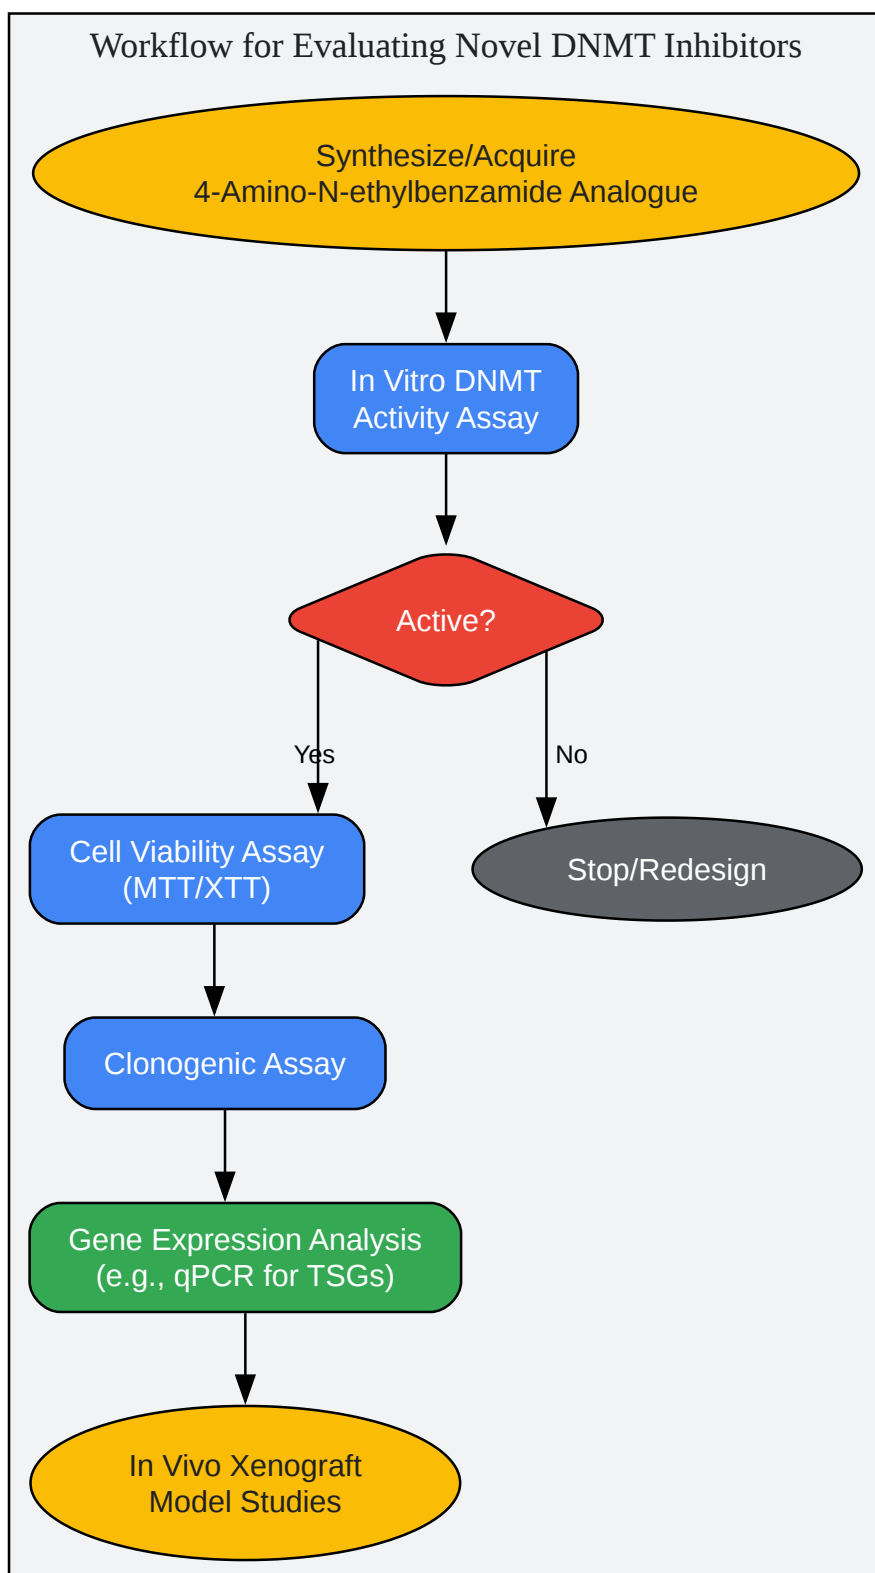 Workflow for Evaluating Novel DNMT Inhibitors
Synthesize/Acquire
4-Amino-N-ethylbenzamide Analogue
In Vitro DNMT
Activity Assay
Active?
Yes
No
Cell Viability Assay
(MTT/XTT)
Stop/Redesign
Clonogenic Assay
Gene Expression Analysis
(e.g., qPCR for TSGs)
In Vivo Xenograft
Model Studies